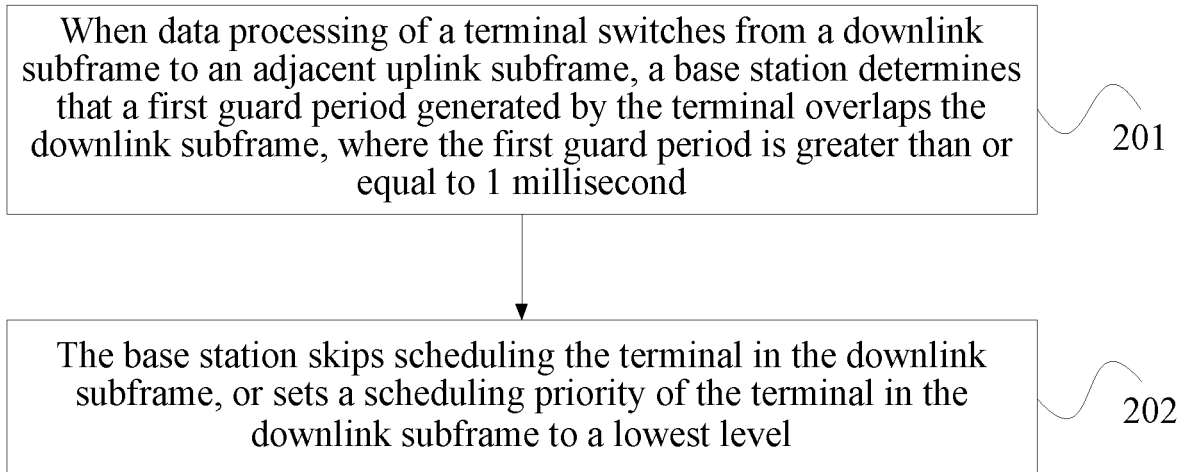 When data processing of a terminal switches from a downlink
subframe to an adjacent uplink subframe, a base station determines
that a first guard period generated by the terminal overlaps the
downlink subframe, where the first guard period is greater than or
equal to 1 millisecond
201
The base station skips scheduling the terminal in the downlink
subframe, or sets a scheduling priority of the terminal in the
downlink subframe to a lowest level
202